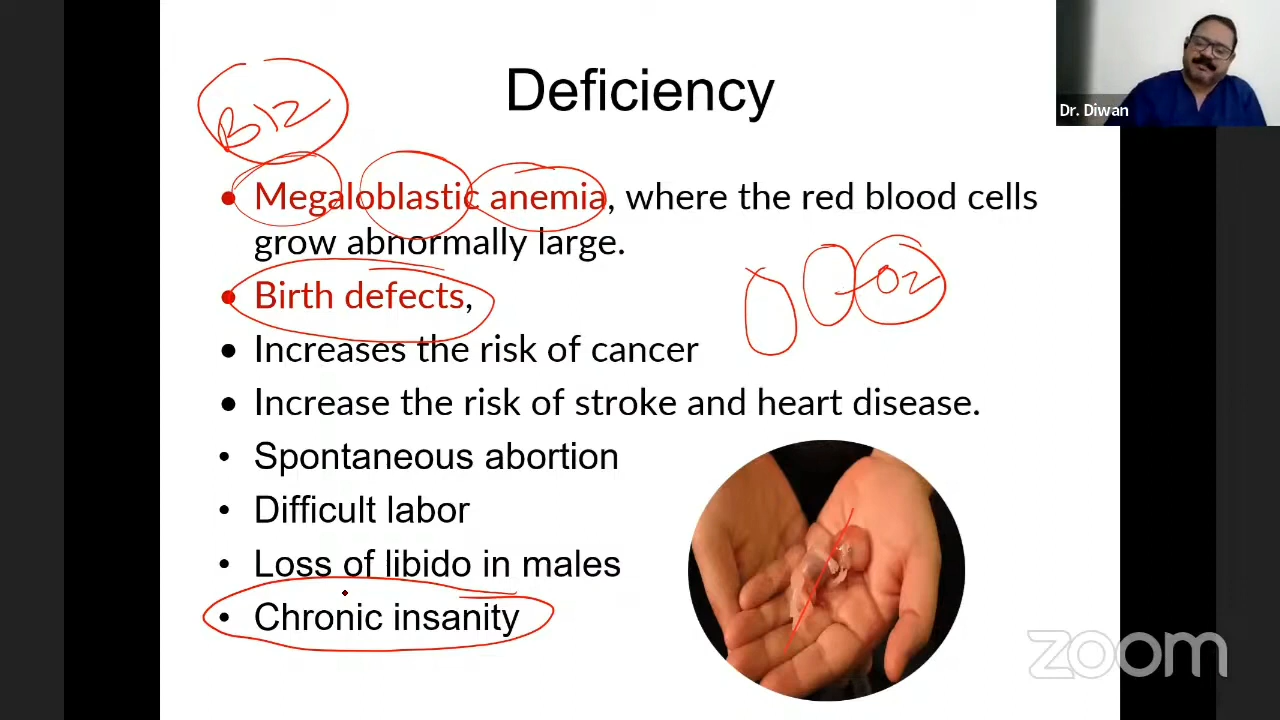 Deficiency
B12
• Megaloblastic anemia, where the red blood cells
grow abnormally large.
• Birth defects,
O2
• Increases the risk of cancer
• Increase the risk of stroke and heart disease.
• Spontaneous abortion
• Difficult labor
• Loss of libido in males
• Chronic insanity
Dr. Diwan
zoom